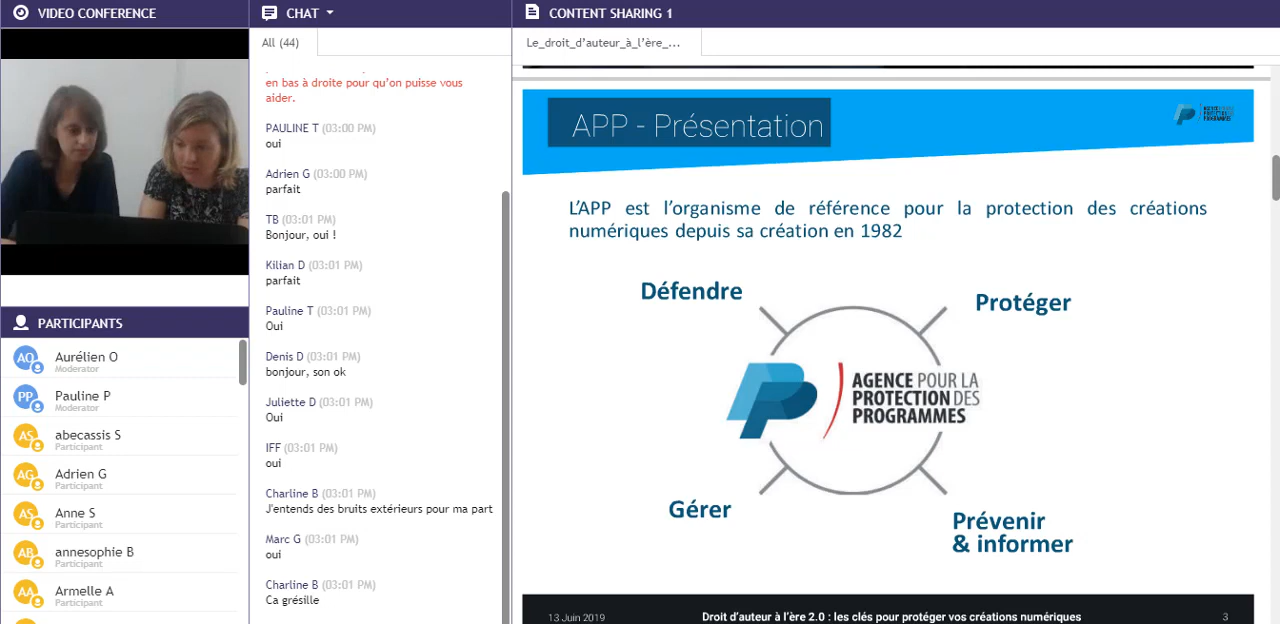 VIDEO CONFERENCE
CHAT
All (44)
en bas à droite pour qu'on puisse vous
aider.
PAULINE T (03:00 PM)
oui
Adrien G (03:00 PM)
parfait
TB (03:01 PM)
Bonjour, oui !
Kilian D (03:01 PM)
parfait
Pauline T (03:01 PM)
Oui
Denis D (03:01 PM)
bonjour, son ok
Juliette D (03:01 PM)
Oui
IFF (03:01 PM)
oui
Charline B (03:01 PM)
J'entends des bruits extérieurs pour ma part
Marc G (03:01 PM)
oui
Charline B (03:01 PM)
Ca grésille
PARTICIPANTS
AO Aurélien O
Moderator
PP Pauline P
Moderator
AS abecassis S
Participant
AG Adrien G
Participant
AS Anne S
Participant
AB annesophie B
Participant
AA Armelle A
Participant
CONTENT SHARING 1
Le_droit_d'auteur_à_l'ère_...
APP - Présentation
AGENCE POUR LA
PROTECTION DES
PROGRAMMES
L'APP est l'organisme de référence pour la protection des créations
numériques depuis sa création en 1982
Défendre
Protéger
AGENCE POUR LA
PROTECTION DES
PROGRAMMES
Gérer
Prévenir
& informer
13 Juin 2019
Droit d'auteur à l'ère 2.0 : les clés pour protéger vos créations numériques
3